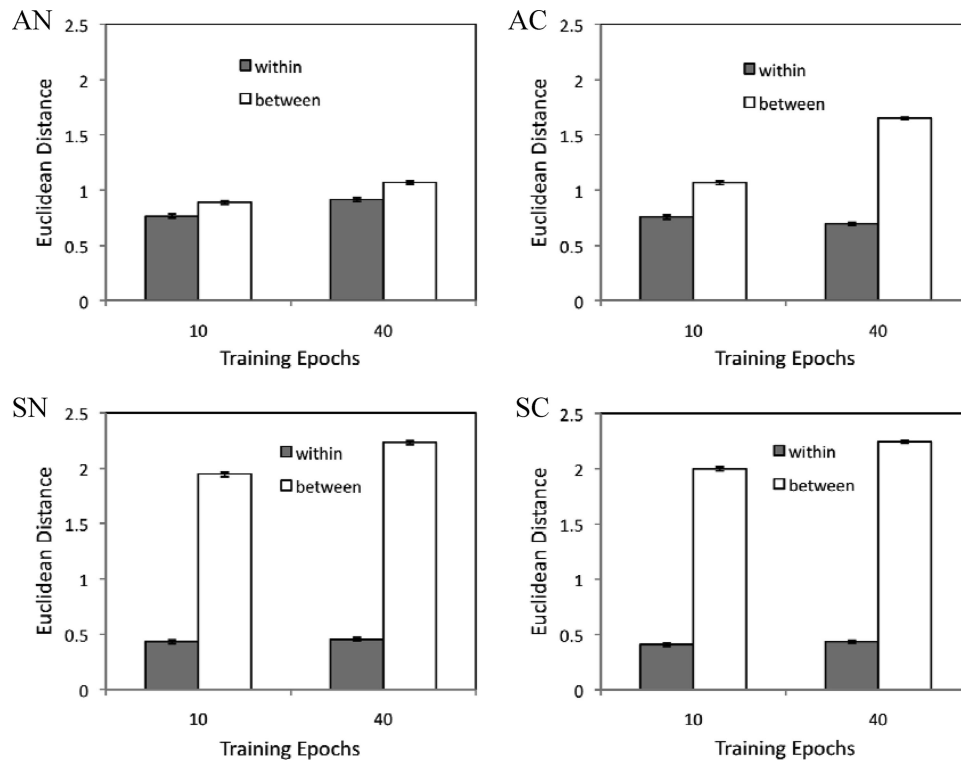 AN
2.5
2
1.5
1
0.5
0
Euclidean Distance
within
between
10
40
Training Epochs
AC
2.5
2
1.5
1
0.5
0
Euclidean Distance
within
between
10
40
Training Epochs
SN
2.5
2
1.5
1
0.5
0
Euclidean Distance
within
between
10
40
Training Epochs
SC
2.5
2
1.5
1
0.5
0
Euclidean Distance
within
between
10
40
Training Epochs